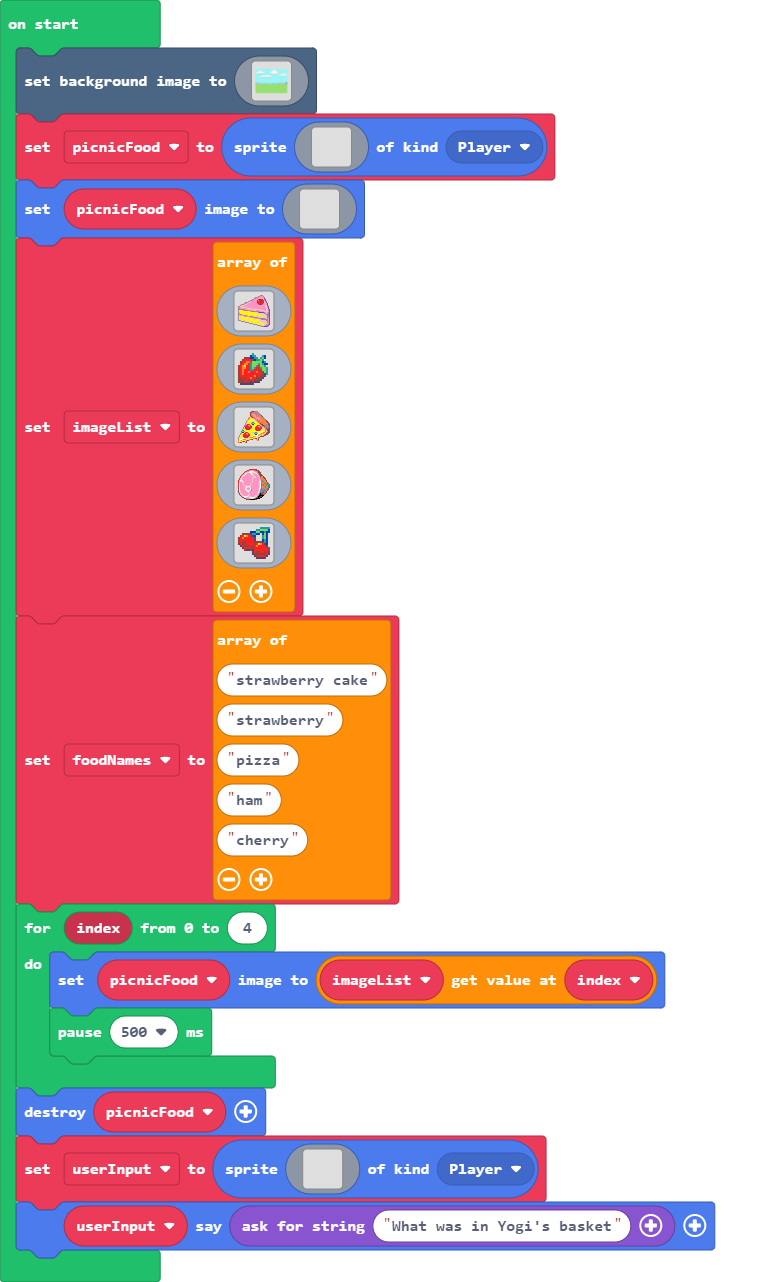 on start
set background image to
set picnicFood to sprite of kind Player
set picnicFood image to
array of
set imageList to
array of
"strawberry cake"
"strawberry"
set foodNames to "pizza"
"ham"
"cherry"
for index from 0 to 4
do
set picnicFood image to imageList get value at index
pause 500 ms
destroy picnicFood
set userInput to sprite of kind Player
userInput say ask for string "What was in Yogi's basket"